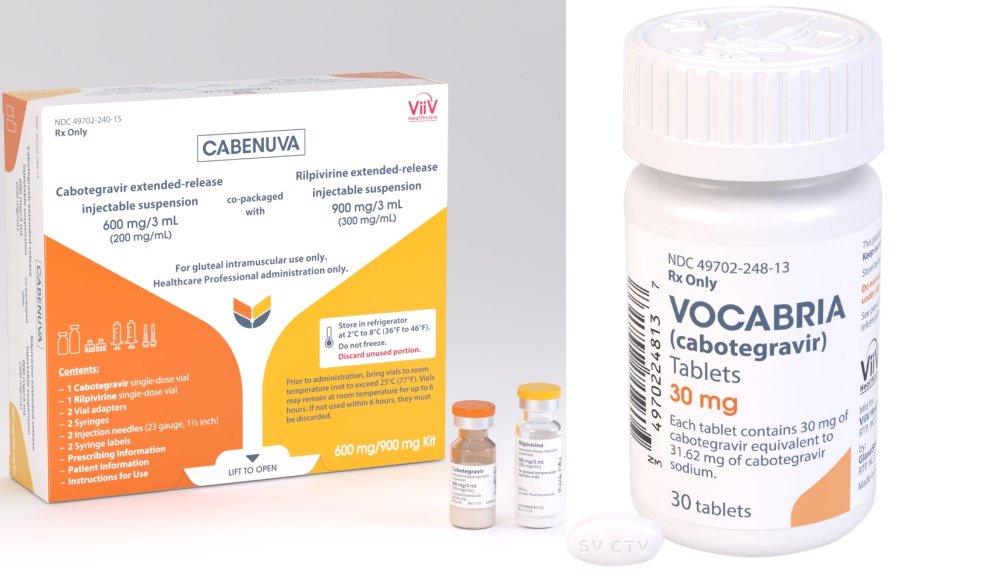 NDC 49702-240-15
Rx Only
ViiV
Healthcare
CABENUVA
Cabotegravir extended-release
injectable suspension
600 mg/3 mL
(200 mg/mL)
co-packaged
with
Rilpivirine extended-release
injectable suspension
900 mg/3 mL
(300 mg/mL)
For gluteal intramuscular use only.
Healthcare Professional administration only.
Store in refrigerator
at 2°C to 8°C (36°F to 46°F).
Do not freeze.
Discard unused portion.
Contents:
– 1 Cabotegravir single-dose vial
– 1 Rilpivirine single-dose vial
– 2 Vial adapters
– 2 Syringes
– 2 Injection needles (23 gauge, 1½ inch)
– 2 Syringe labels
– Prescribing Information
– Patient Information
– Instructions for Use
Prior to administration, bring vials to room
temperature (not to exceed 25°C (77°F). Vials
may remain at room temperature for up to 6
hours. If not used within 6 hours, they must
be discarded.
600 mg/900 mg Kit
LIFT TO OPEN
CABENUVA
Cabotegravir
Rilpivirine
NDC 49702-248-13
Rx Only
VOCABRIA
(cabotegravir)
Tablets
30 mg
Each tablet contains 30 mg of
cabotegravir equivalent to
31.62 mg of cabotegravir
sodium.
30 tablets
4970224813 7
ViiV
SV CTV